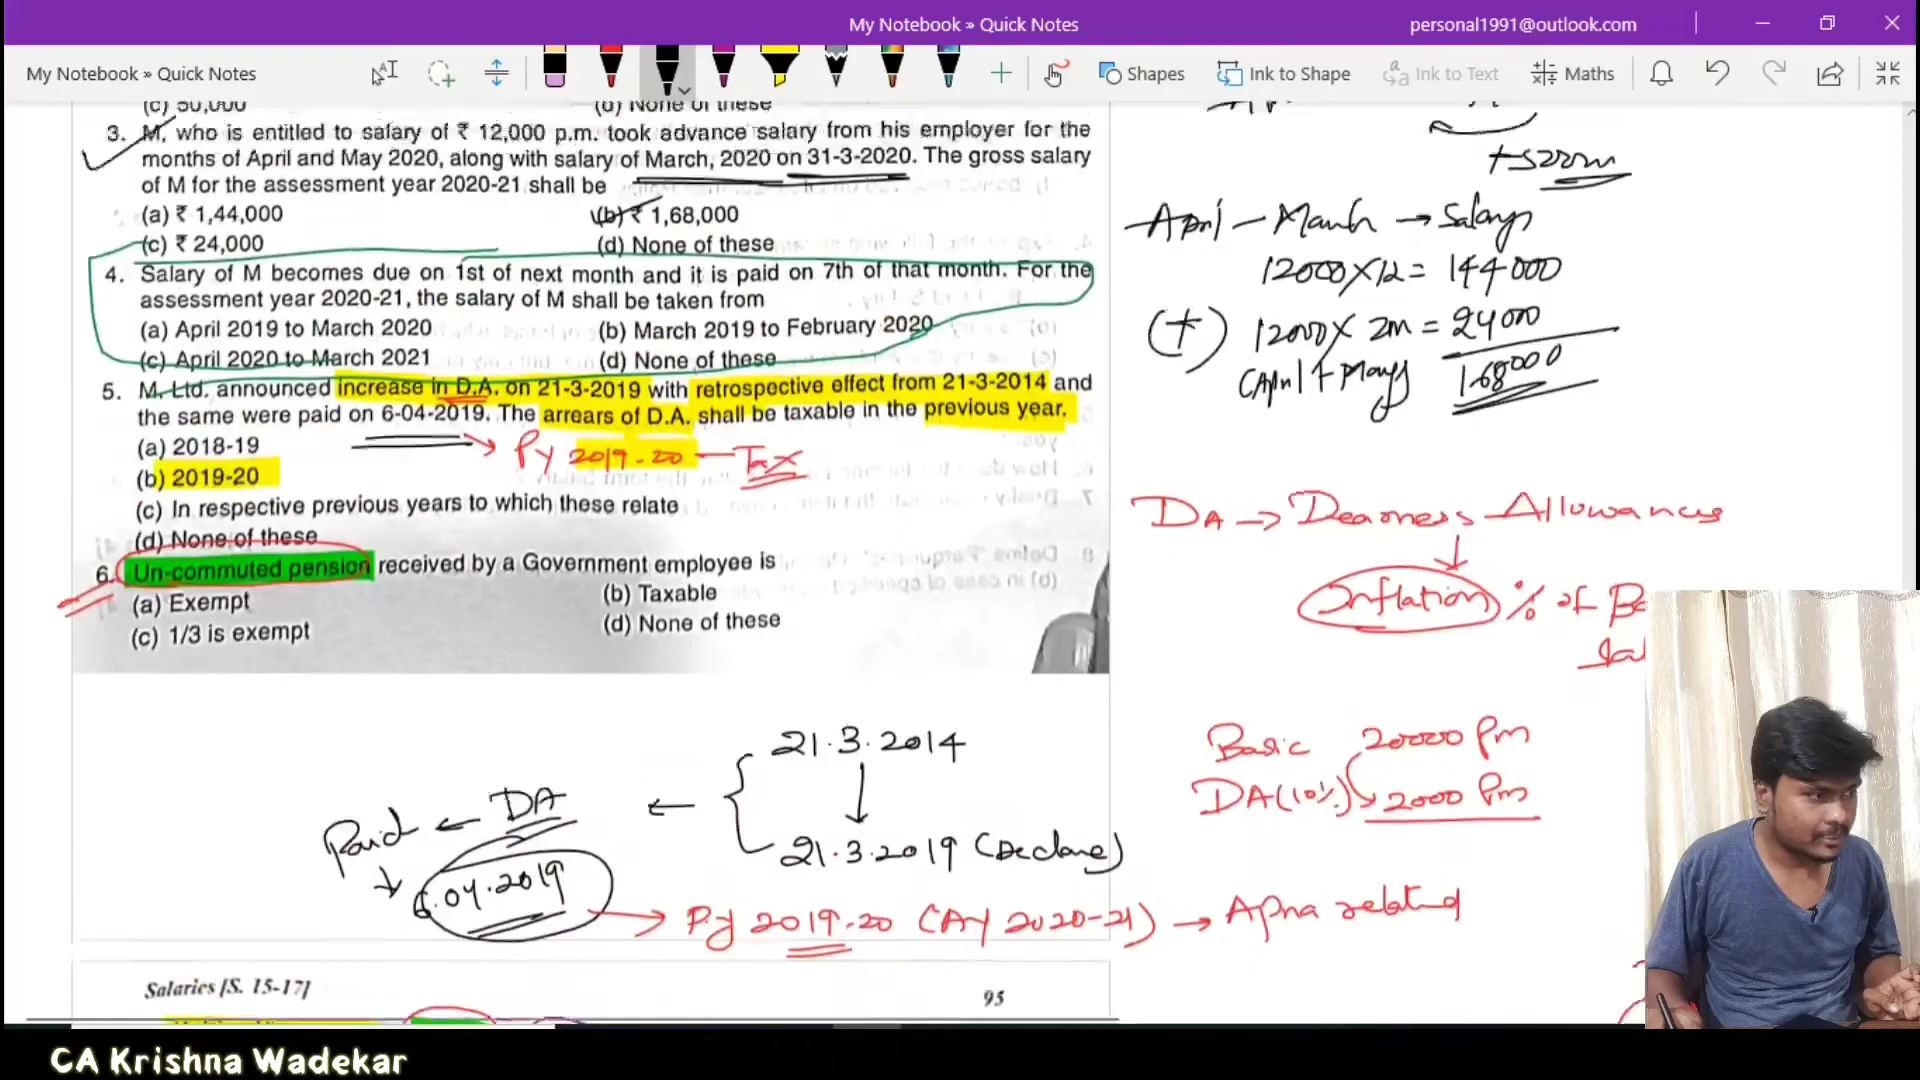 My Notebook » Quick Notes
personal1991@outlook.com
My Notebook » Quick Notes
Shapes
Ink to Shape
Ink to Text
Maths
(c) 50,000
(d) None of these
3. M, who is entitled to salary of ₹ 12,000 p.m. took advance salary from his employer for the
months of April and May 2020, along with salary of March, 2020 on 31-3-2020. The gross salary
of M for the assessment year 2020-21 shall be
(a) ₹ 1,44,000
(b) ₹ 1,68,000
(c) ₹ 24,000
(d) None of these
4. Salary of M becomes due on 1st of next month and it is paid on 7th of that month. For the
assessment year 2020-21, the salary of M shall be taken from
(a) April 2019 to March 2020
(b) March 2019 to February 2020
(c) April 2020 to March 2021
(d) None of these
5. M. Ltd. announced increase in D.A. on 21-3-2019 with retrospective effect from 21-3-2014 and
the same were paid on 6-04-2019. The arrears of D.A. shall be taxable in the previous year.
(a) 2018-19
Py 2019-20 — Tax
(b) 2019-20
(c) In respective previous years to which these relate
(d) None of these
6. Un-commuted pension received by a Government employee is
(a) Exempt
(b) Taxable
(c) 1/3 is exempt
(d) None of these
April — March → Salary
12000 × 12 = 144000
(+) 12000 × 2m = 24000
(April + May)
168000
DA → Dearness Allowances
Inflation % of
Basic 20000 Pm
DA (10%) 2000 Pm
21.3.2014
Paid ← DA ←
21.3.2019 (Declare)
6.04.2019
Py 2019-20 (AY 2020-21) → Apna related
Salaries [S. 15-17]
95
CA Krishna Wadekar